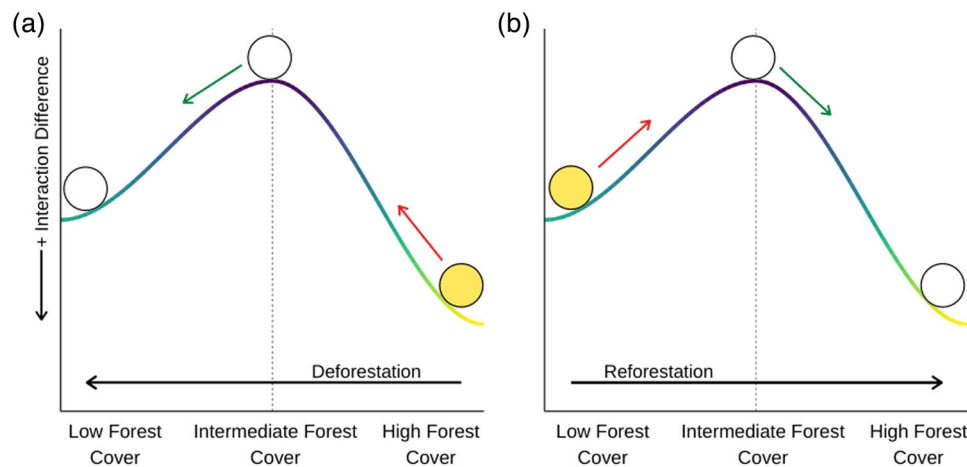 (a)
+ Interaction Difference
Deforestation
Low Forest
Cover
Intermediate Forest
Cover
High Forest
Cover
(b)
Reforestation
Low Forest
Cover
Intermediate Forest
Cover
High Forest
Cover